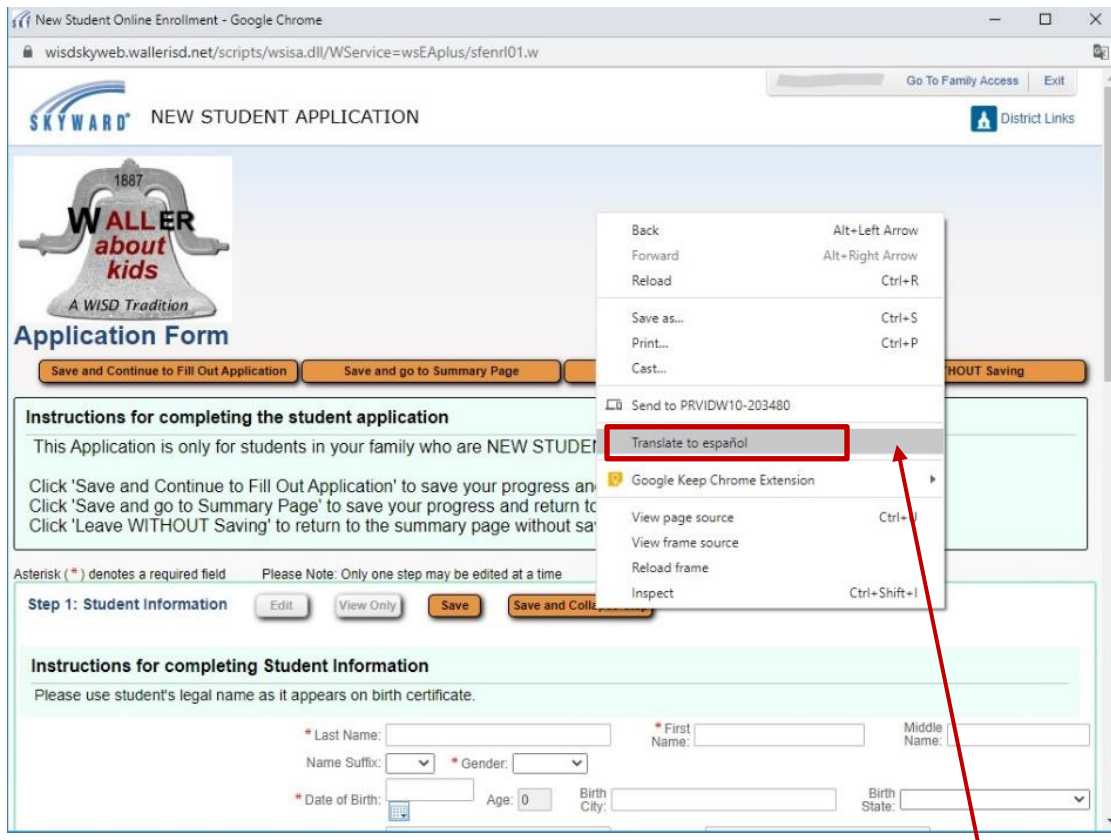 New Student Online Enrollment - Google Chrome
wisdskyweb.wallerisd.net/scripts/wsisa.dll/WService=wsEAplus/sfenrl01.w
Go To Family Access Exit
SKYWARD NEW STUDENT APPLICATION
District Links
1887
WALLER
about
kids
A WISD Tradition
Application Form
Save and Continue to Fill Out Application Save and go to Summary Page HOUT Saving
Instructions for completing the student application
This Application is only for students in your family who are NEW STUDE
Click 'Save and Continue to Fill Out Application' to save your progress an
Click 'Save and go to Summary Page' to save your progress and return to
Click 'Leave WITHOUT Saving' to return to the summary page without sa
Back Alt+Left Arrow
Forward Alt+Right Arrow
Reload Ctrl+R
Save as... Ctrl+S
Print... Ctrl+P
Cast...
Send to PRVIDW10-203480
Translate to español
Google Keep Chrome Extension
View page source Ctrl+U
View frame source
Reload frame
Inspect Ctrl+Shift+I
Asterisk (*) denotes a required field Please Note: Only one step may be edited at a time
Step 1: Student Information Edit View Only Save Save and Colla
Instructions for completing Student Information
Please use student's legal name as it appears on birth certificate.
* Last Name: * First Name: Middle Name:
Name Suffix: * Gender:
* Date of Birth: Age: 0 Birth City: Birth State: